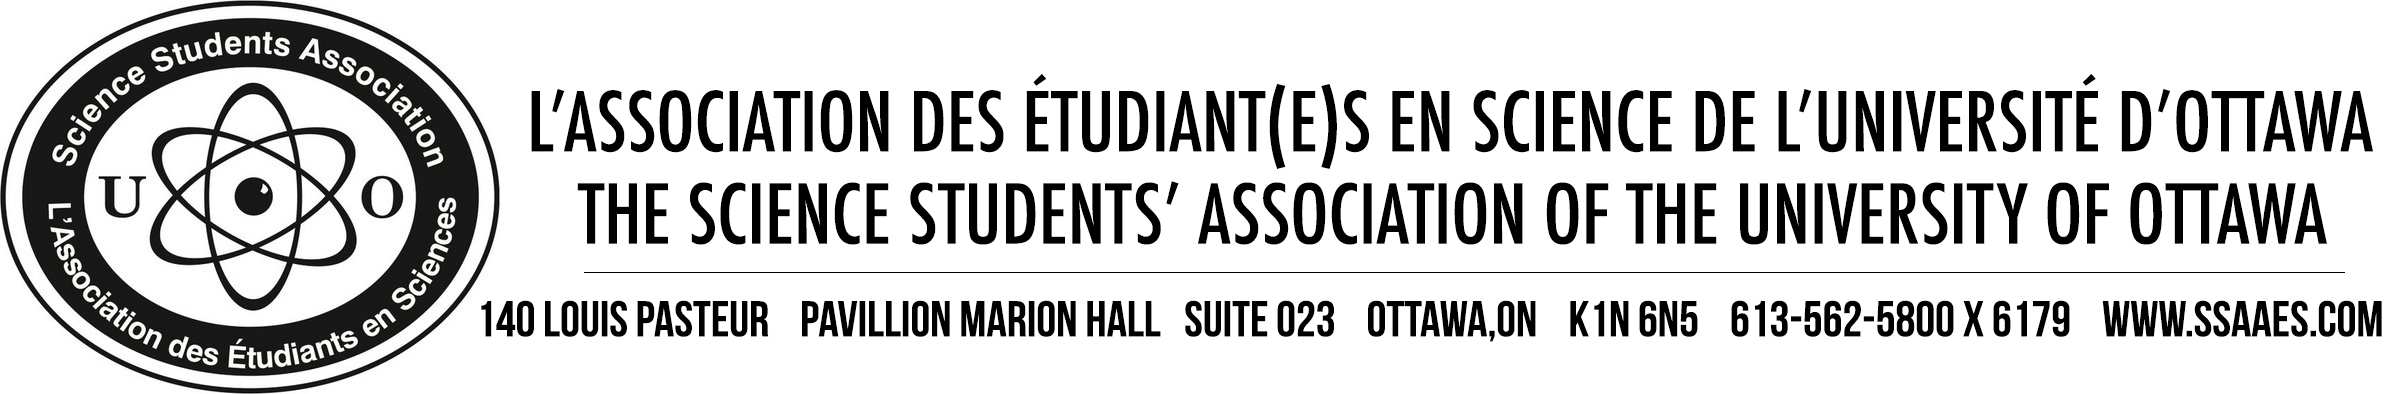 Science Students Association
U O
L'Association des Étudiants en Sciences
L'ASSOCIATION DES ÉTUDIANT(E)S EN SCIENCE DE L'UNIVERSITÉ D'OTTAWA
THE SCIENCE STUDENTS' ASSOCIATION OF THE UNIVERSITY OF OTTAWA
140 LOUIS PASTEUR PAVILLION MARION HALL SUITE 023 OTTAWA,ON K1N 6N5 613-562-5800 X 6179 WWW.SSAAES.COM